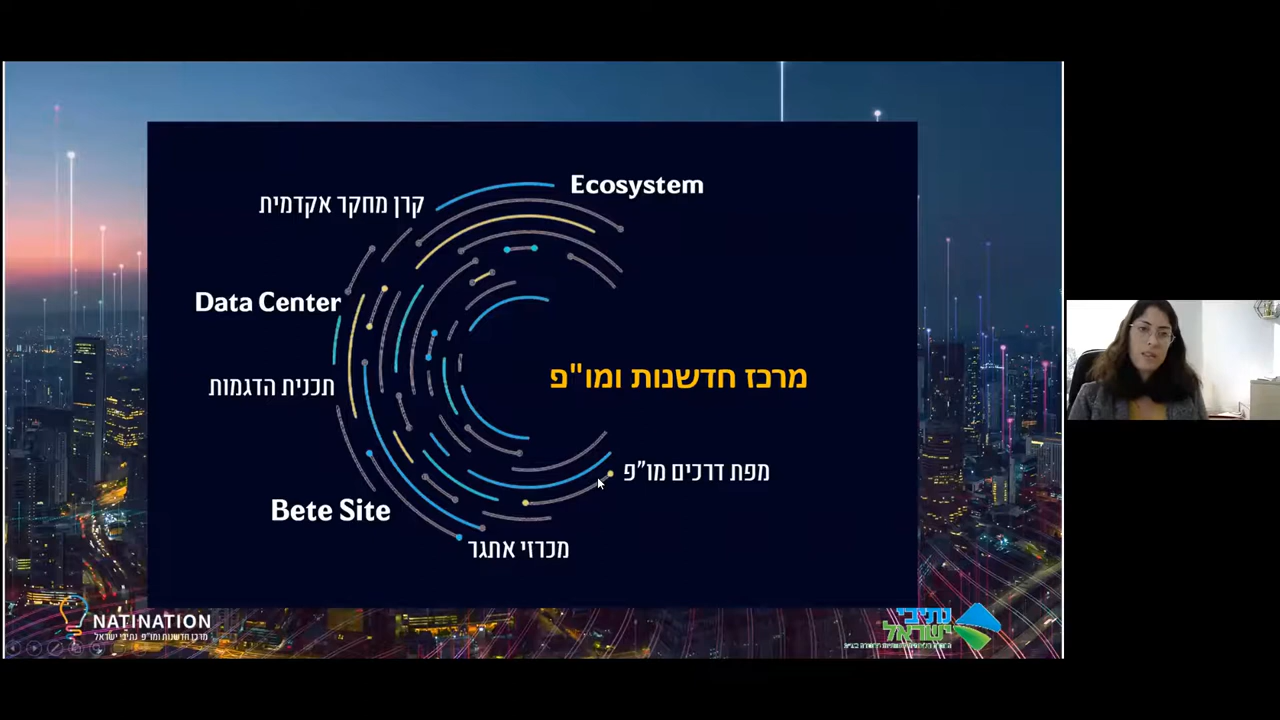 Ecosystem
קרן מחקר אקדמית
Data Center
תכנית הדגמות
Bete Site
מכרזי אתגר
מפת דרכים מו"פ
מרכז חדשנות ומו"פ
NATINATION
מרכז חדשנות ומו"פ נתיבי ישראל
נתיבי
ישראל